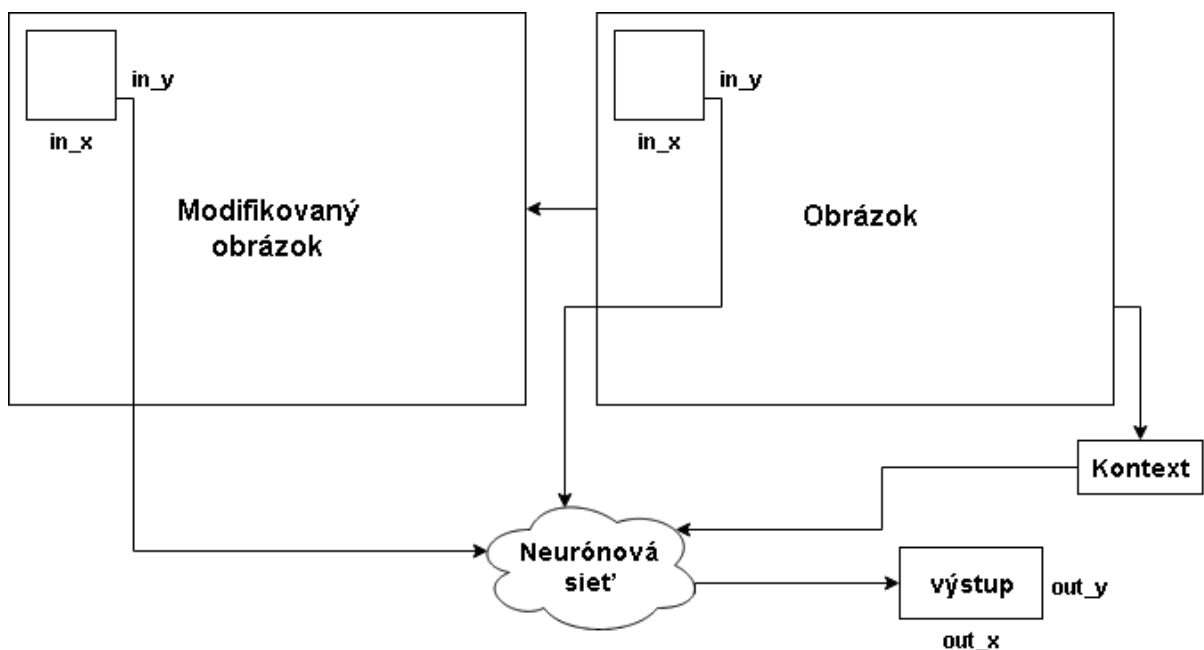 in_y
in_x
Modifikovaný
obrázok
in_y
in_x
Obrázok
Kontext
Neurónová
sieť
výstup
out_y
out_x